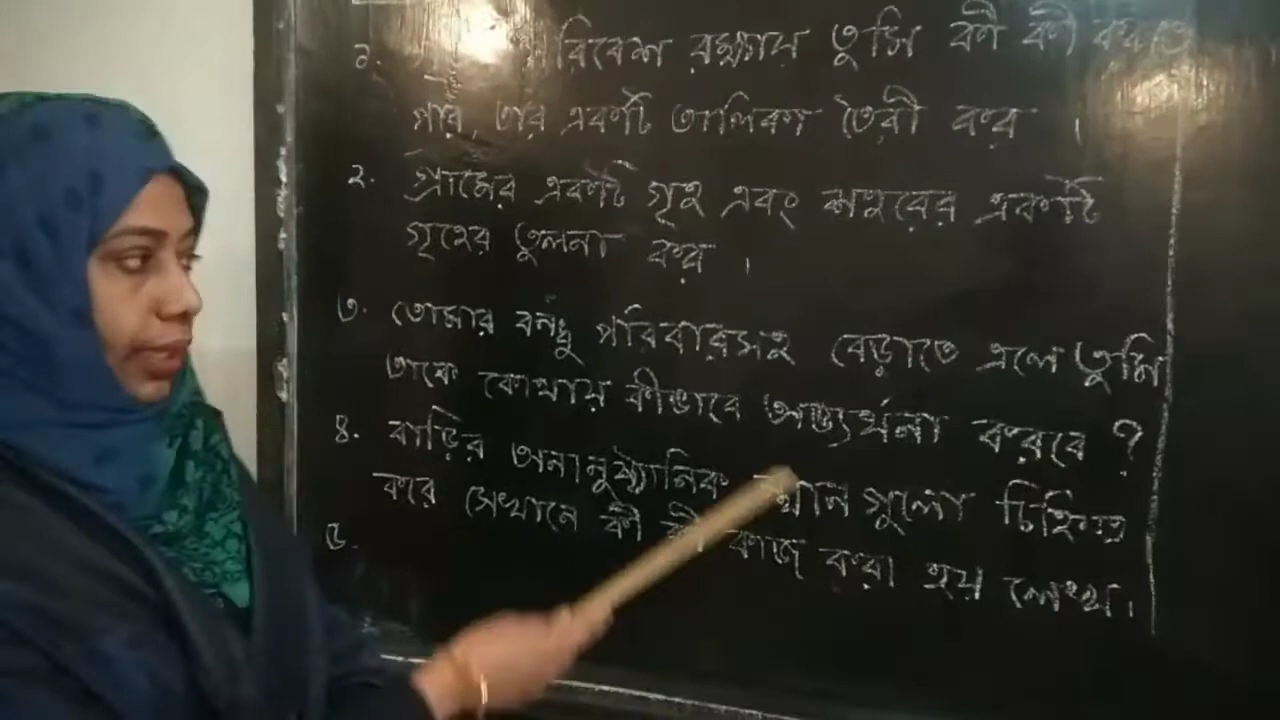 ১. পরিবেশ রক্ষায় তুমি কী কী করতে
পার, তার একটি তালিকা তৈরী কর ।
২. গ্রামের একটি গৃহ এবং শহরের একটি
গৃহের তুলনা কর ।
৩. তোমার বন্ধু পরিবারসহ বেড়াতে এলে তুমি
তাকে কোথায় কীভাবে অভ্যর্থনা করবে ?
৪. বাড়ির অনানুষ্ঠানিক স্থান গুলো চিহ্নিত
করে সেখানে কী কী কাজ করা হয় লেখ।
৫.